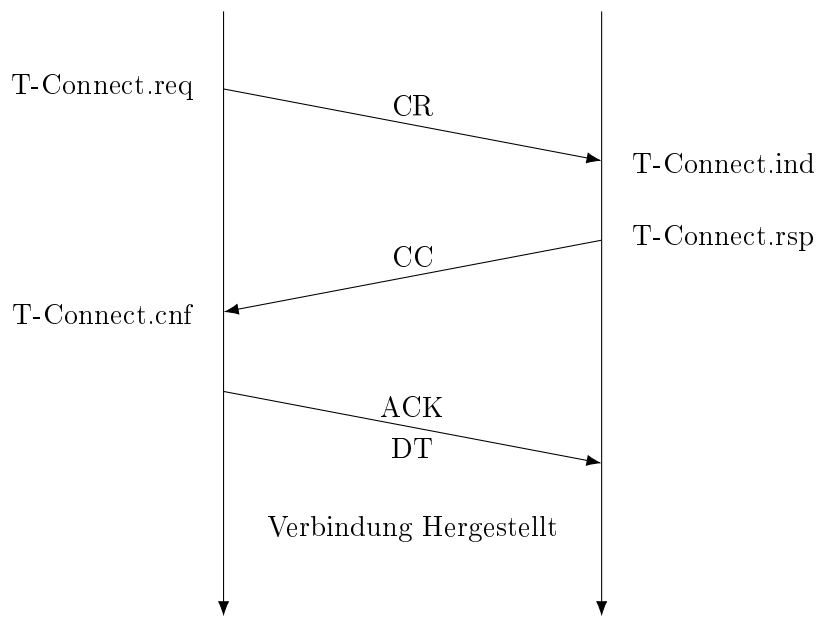 T-Connect.req
CR
T-Connect.ind
T-Connect.rsp
CC
T-Connect.cnf
ACK
DT
Verbindung Hergestellt